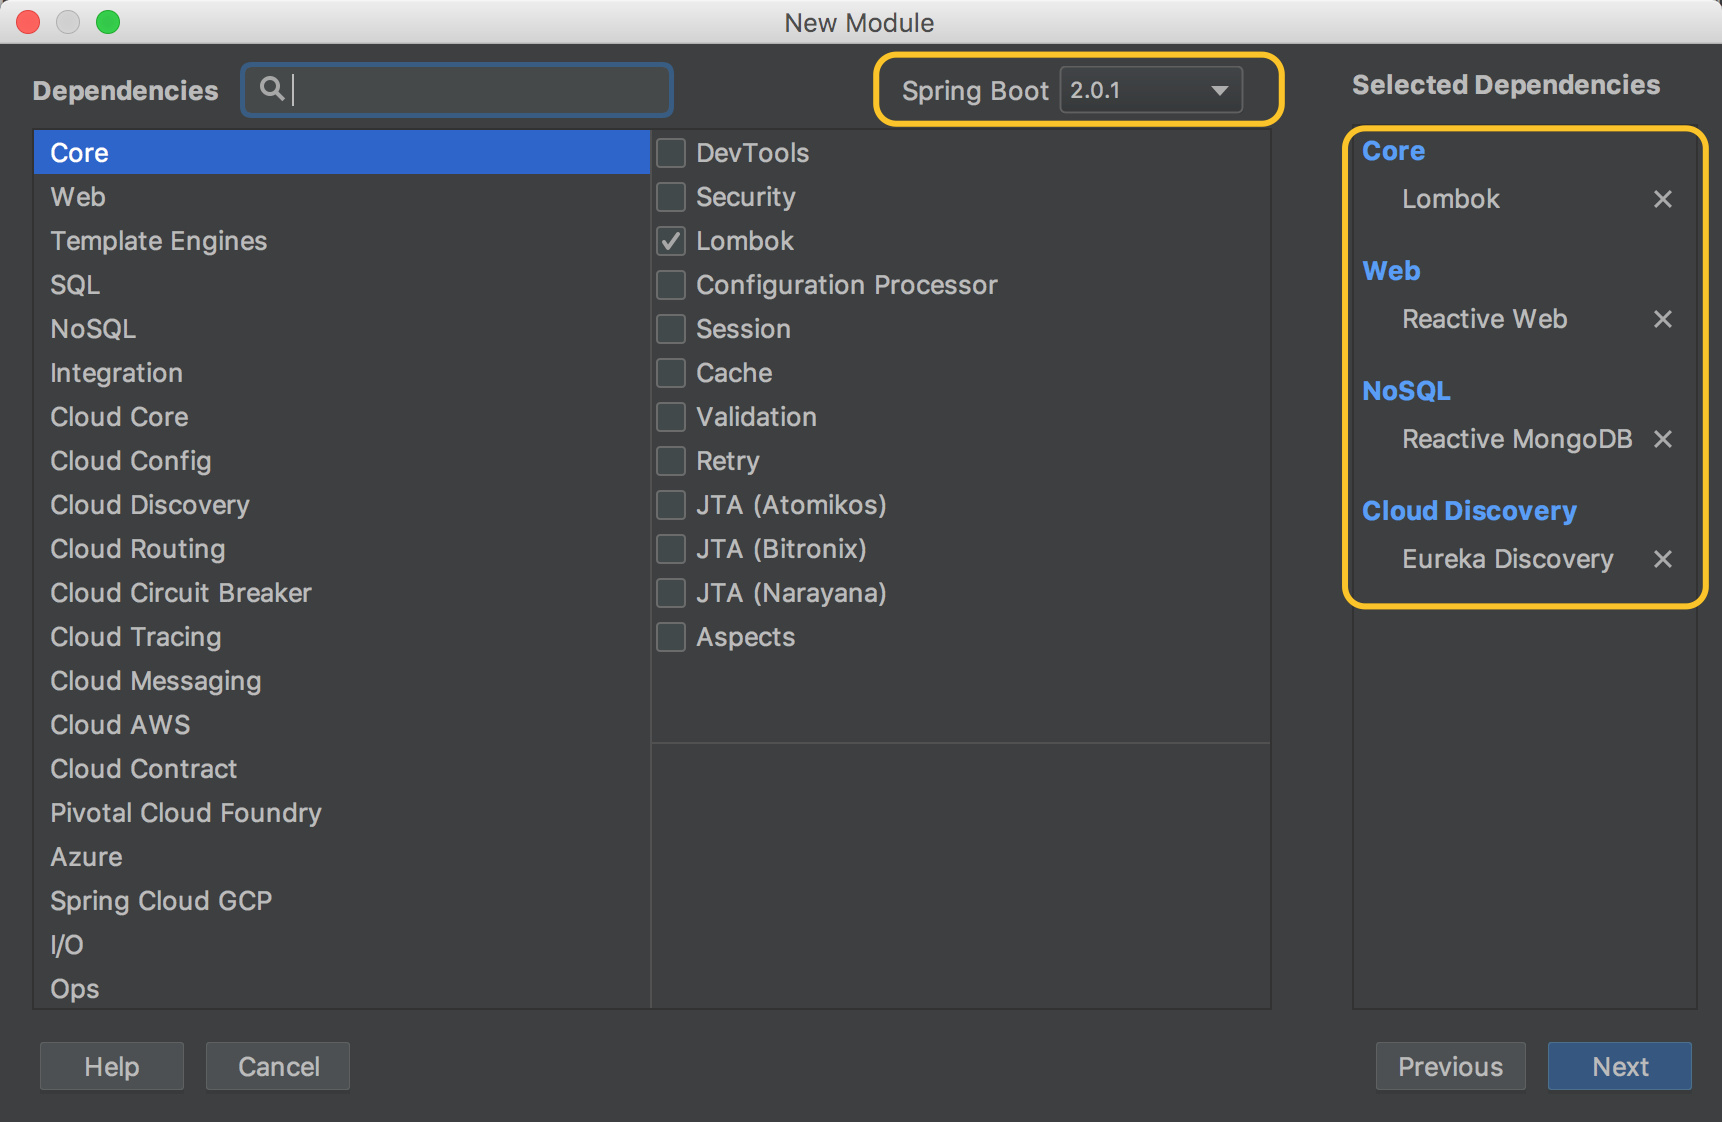 New Module
Dependencies
Spring Boot 2.0.1
Selected Dependencies
Core
Web
Template Engines
SQL
NoSQL
Integration
Cloud Core
Cloud Config
Cloud Discovery
Cloud Routing
Cloud Circuit Breaker
Cloud Tracing
Cloud Messaging
Cloud AWS
Cloud Contract
Pivotal Cloud Foundry
Azure
Spring Cloud GCP
I/O
Ops
DevTools
Security
Lombok
Configuration Processor
Session
Cache
Validation
Retry
JTA (Atomikos)
JTA (Bitronix)
JTA (Narayana)
Aspects
Core
Lombok
Web
Reactive Web
NoSQL
Reactive MongoDB
Cloud Discovery
Eureka Discovery
Help
Cancel
Previous
Next